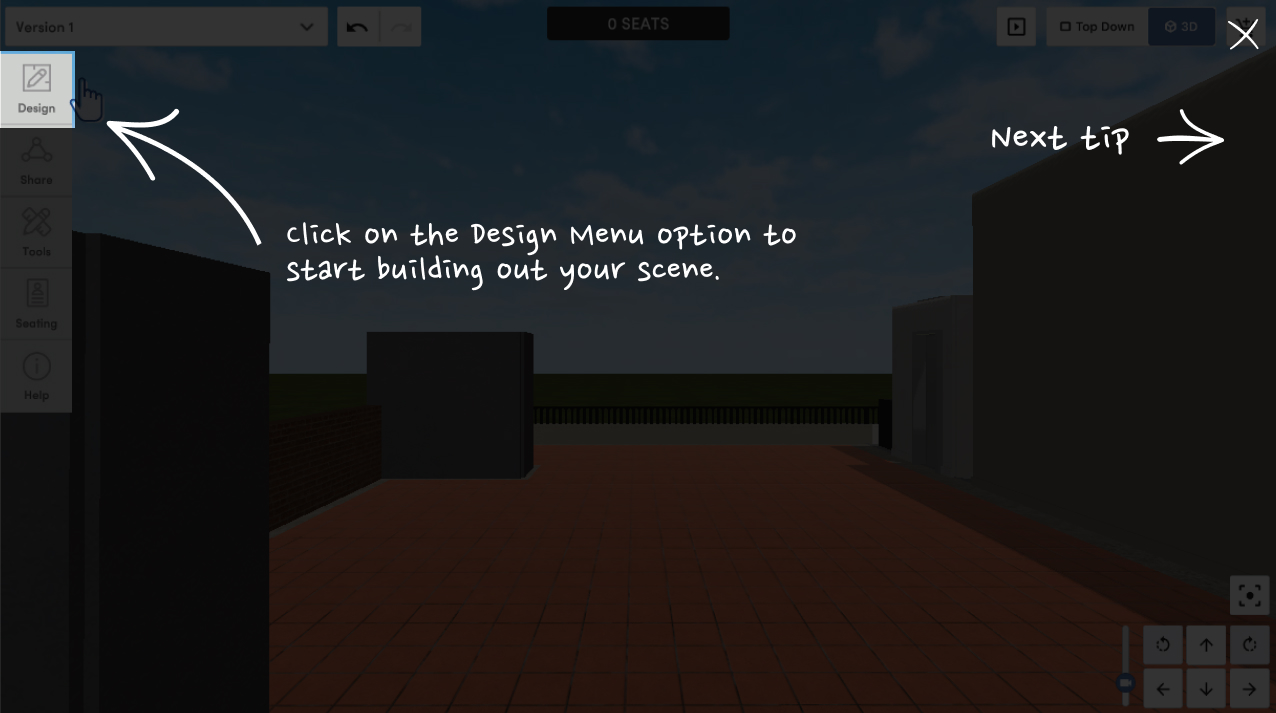 Version 1
0 SEATS
Top Down
3D
Design
Share
Tools
Seating
Help
Next tip
Click on the Design Menu option to
start building out your scene.